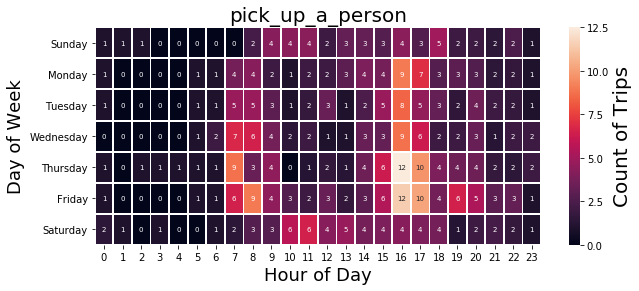 pick_up_a_person
Day of Week
Sunday 1 1 1 0 0 0 0 0 2 4 4 4 2 3 3 3 4 3 5 2 2 2 2 1
Monday 1 0 0 0 0 1 1 4 4 2 1 2 2 3 4 4 9 7 3 3 3 2 2 1
Tuesday 1 0 0 0 0 1 1 5 5 3 1 2 3 1 2 5 8 5 3 2 4 2 2 1
Wednesday 0 0 0 0 0 1 2 7 6 4 2 2 1 1 3 3 9 6 2 2 3 1 2 2
Thursday 1 0 1 1 1 1 1 9 3 4 0 1 2 1 4 6 12 10 4 4 4 2 2 2
Friday 1 0 0 0 0 1 1 6 9 4 3 2 3 2 3 6 12 10 4 6 5 3 3 1
Saturday 2 1 0 1 0 0 1 2 3 3 6 6 4 5 4 4 4 4 4 1 2 2 2 1
0 1 2 3 4 5 6 7 8 9 10 11 12 13 14 15 16 17 18 19 20 21 22 23
Hour of Day
12.5
10.0
7.5
5.0
2.5
0.0
Count of Trips